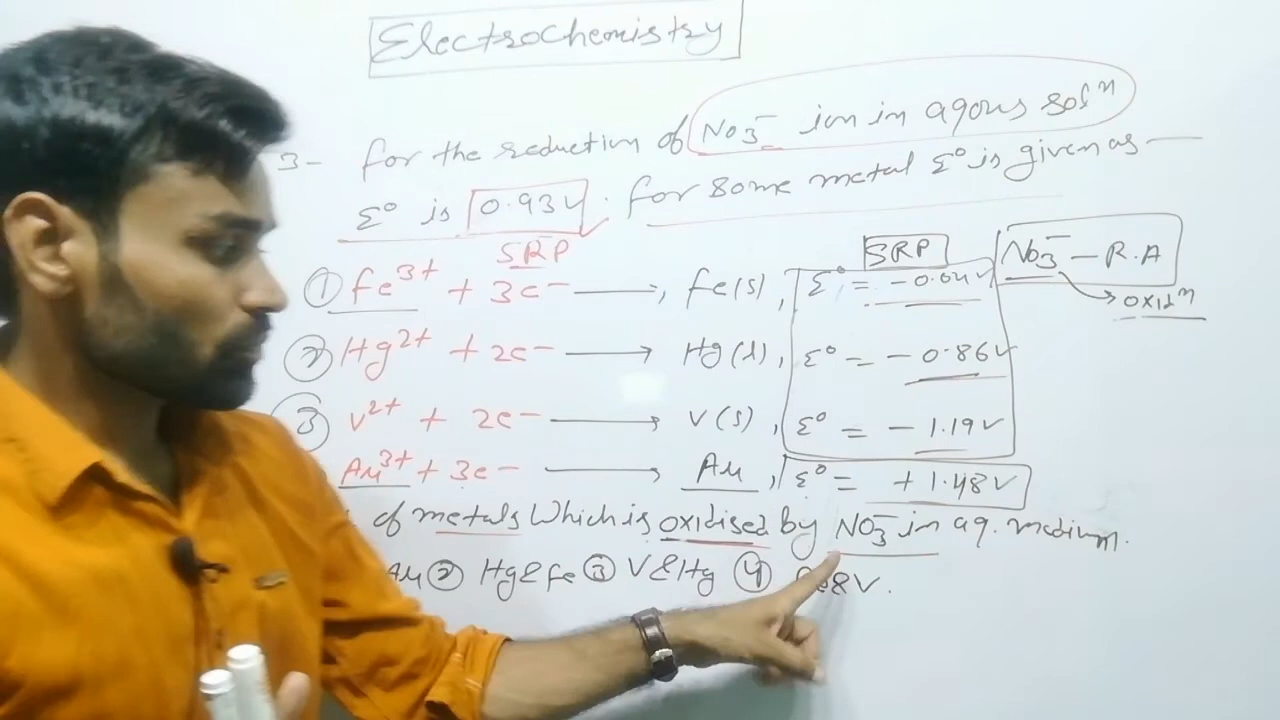 Electrochemistry
3- for the reduction of NO3- ion in aqous solⁿ
Ɛ° is 0.93V. for some metal Ɛ° is given as —
SRP SRP
① fe3+ + 3e- ⟶ fe(s), Ɛ° = -0.04V NO3- - R.A
oxidⁿ
② Hg2+ + 2e- ⟶ Hg(l), Ɛ° = -0.86V
③ V2+ + 2e- ⟶ V(s), Ɛ° = -1.19V
Au3+ + 3e- ⟶ Au, Ɛ° = +1.48V
of metals Which is oxidised by NO3- in aq. medium.
Au ② Hg & fe ③ V & Hg ④ fe & V.